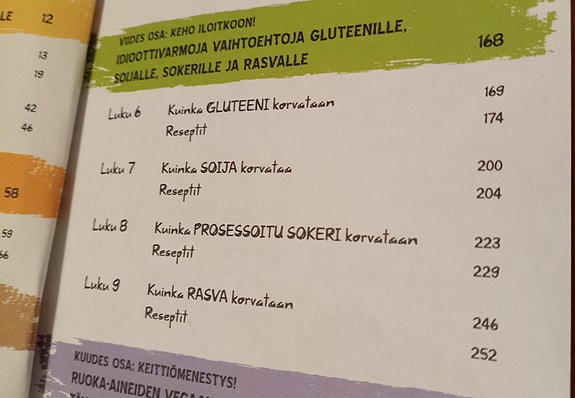 LE 12
13
19
42
46
58
59
66
VIIDES OSA: KEHO ILOITKOON!
IDIOOTTIVARMOJA VAIHTOEHTOJA GLUTEENILLE,
SOIJALLE, SOKERILLE JA RASVALLE 168
Luku 6 Kuinka GLUTEENI korvataan 169
Reseptit 174
Luku 7 Kuinka SOIJA korvataa 200
Reseptit 204
Luku 8 Kuinka PROSESSOITU SOKERI korvataan 223
Reseptit 229
Luku 9 Kuinka RASVA korvataan 246
Reseptit 252
KUUDES OSA: KEITTIÖMENESTYS!
RUOKA-AINEIDEN